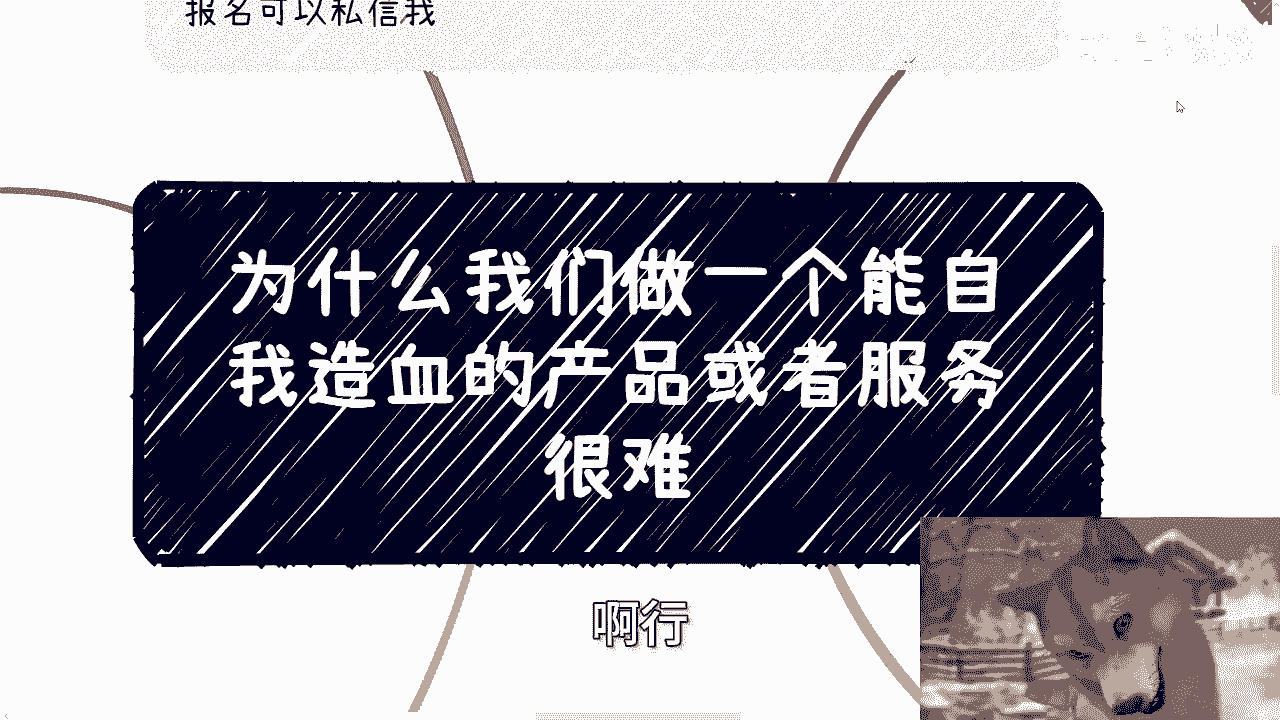 报名可以私信我
为什么我们做一个能自
我造血的产品或者服务
很难
啊行